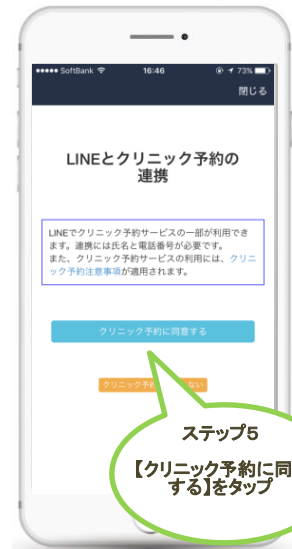 SoftBank 16:46 73%
閉じる
LINEとクリニック予約の
連携
LINEでクリニック予約サービスの一部が利用でき
ます。連携には氏名と電話番号が必要です。
また、クリニック予約サービスの利用には、クリニ
ック予約注意事項が適用されます。
クリニック予約に同意する
クリニック予 ない
ステップ5
【クリニック予約に同
する】をタップ